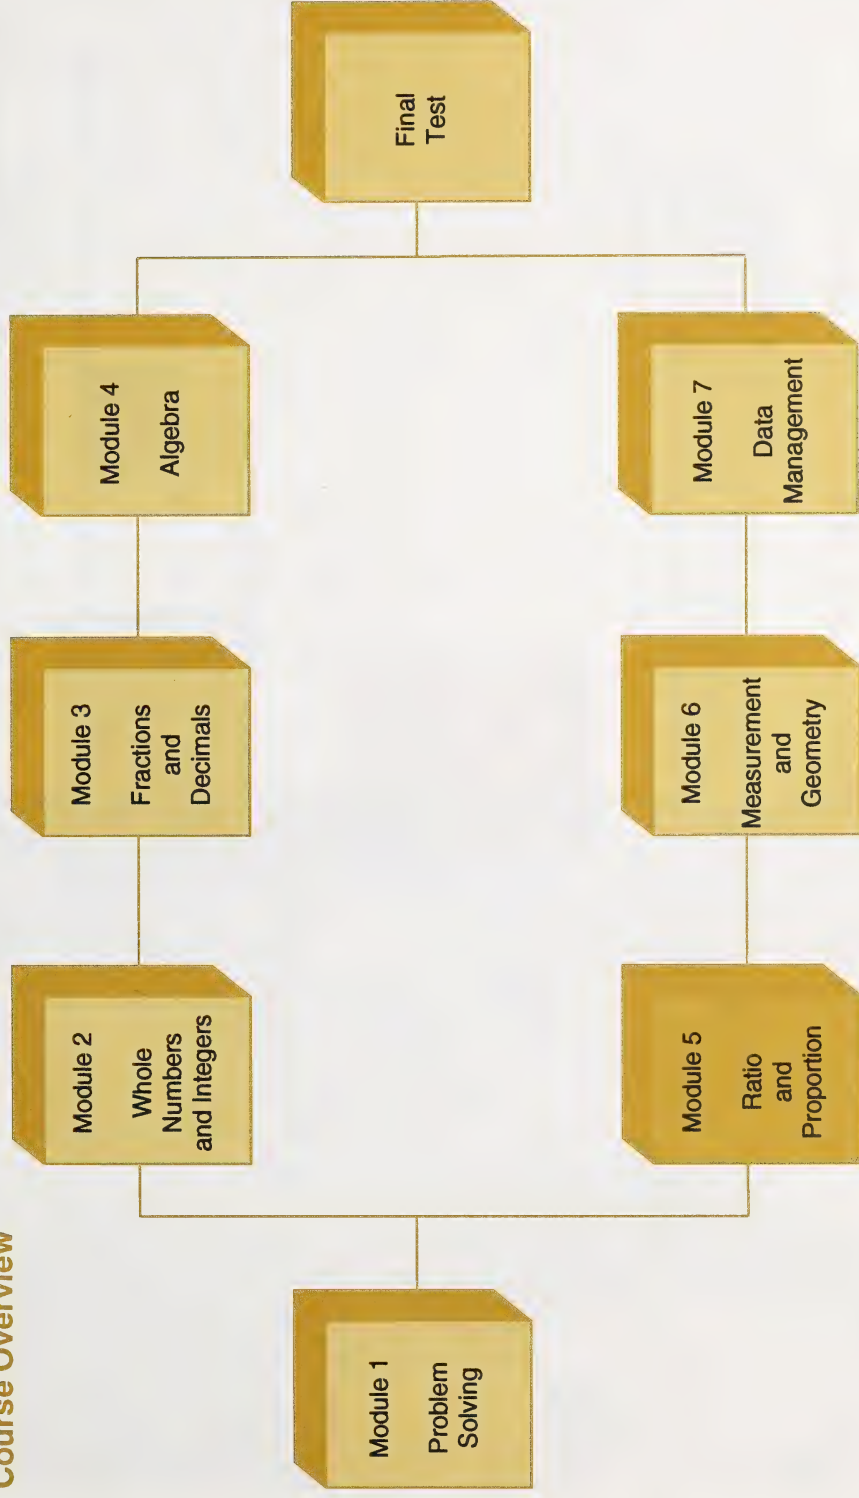 Course Overview
Module 1
Problem
Solving
Module 2
Whole
Numbers
and Integers
Module 3
Fractions
and
Decimals
Module 4
Algebra
Module 5
Ratio
and
Proportion
Module 6
Measurement
and
Geometry
Module 7
Data
Management
Final
Test